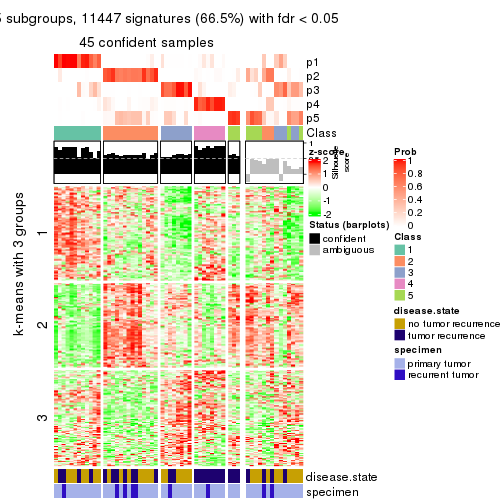 5 subgroups, 11447 signatures (66.5%) with fdr < 0.05
45 confident samples
p1
p2
p3
p4
p5
Class
1
z-score
2
1
0
-1
-2
Silhouette
score
Status (barplots)
confident
ambiguous
Prob
1
0.8
0.6
0.4
0.2
0
Class
1
2
3
4
5
disease.state
no tumor recurrence
tumor recurrence
specimen
primary tumor
recurrent tumor
k-means with 3 groups
1
2
3
disease.state
specimen